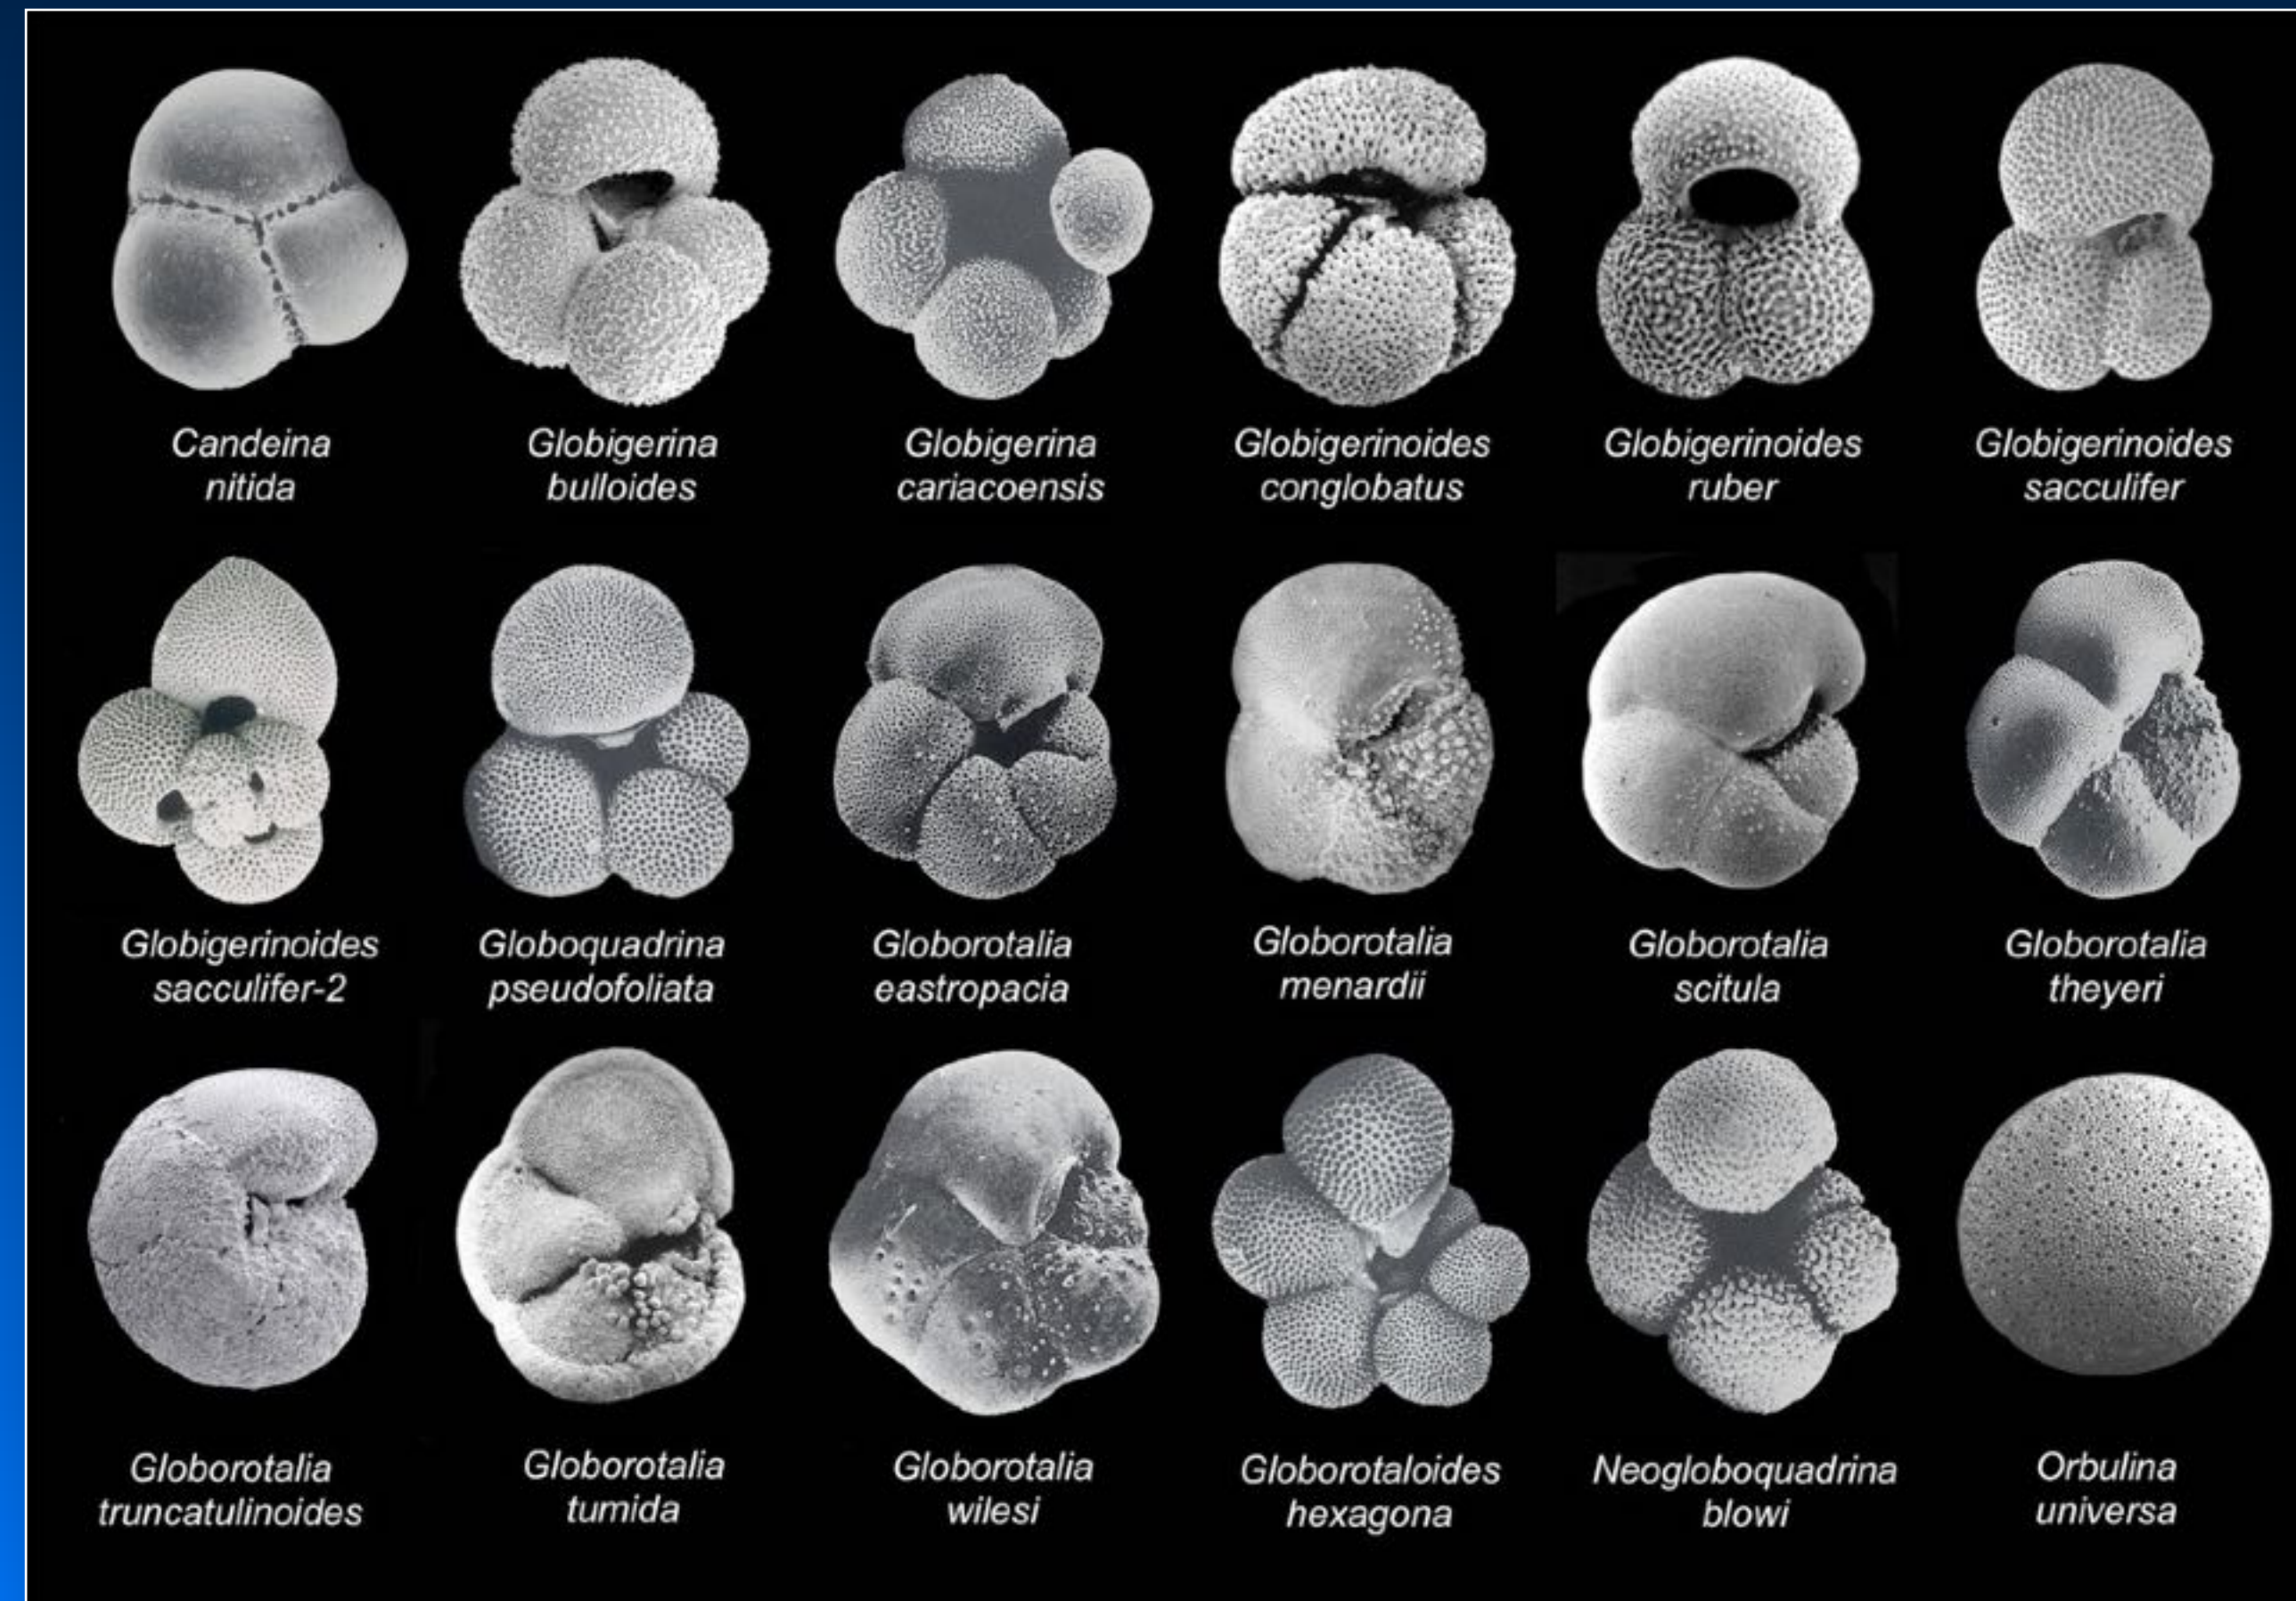 Candeina
nitida
Globigerina
bulloides
Globigerina
cariacoensis
Globigerinoides
conglobatus
Globigerinoides
ruber
Globigerinoides
sacculifer
Globigerinoides
sacculifer-2
Globoquadrina
pseudofoliata
Globorotalia
eastropacia
Globorotalia
menardii
Globorotalia
scitula
Globorotalia
theyeri
Globorotalia
truncatulinoides
Globorotalia
tumida
Globorotalia
wilesi
Globorotaloides
hexagona
Neogloboquadrina
blowi
Orbulina
universa